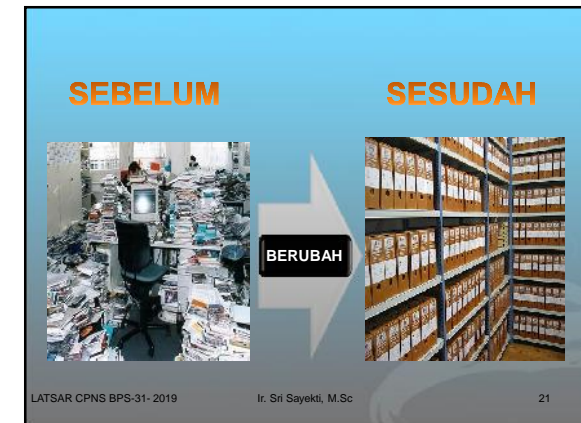 SEBELUM
SESUDAH
BERUBAH
LATSAR CPNS BPS-31- 2019
Ir. Sri Sayekti, M.Sc
21